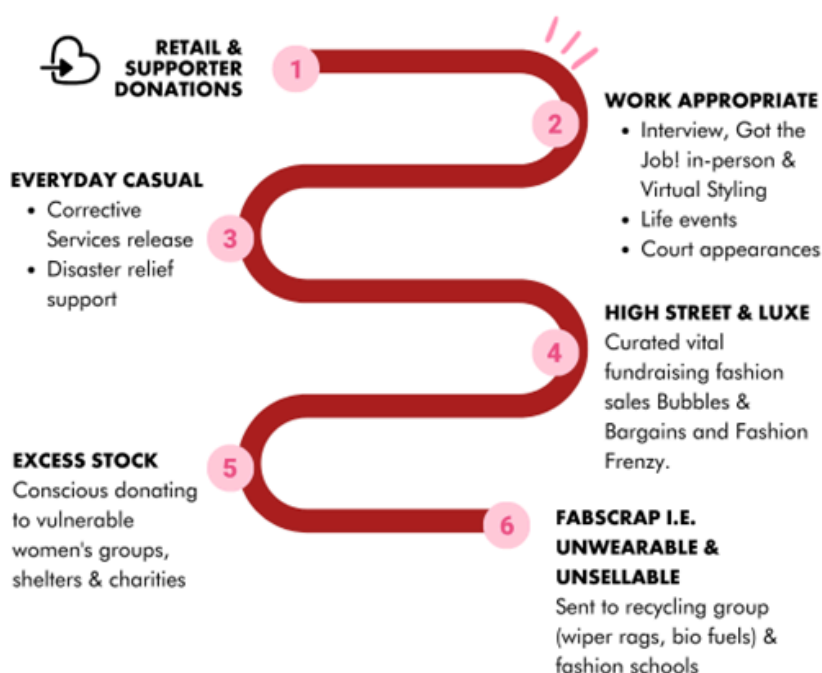 RETAIL &
SUPPORTER
DONATIONS
1
2
WORK APPROPRIATE
• Interview, Got the
Job! in-person &
Virtual Styling
• Life events
• Court appearances
EVERYDAY CASUAL
• Corrective
Services release
• Disaster relief
support
3
HIGH STREET & LUXE
Curated vital
fundraising fashion
sales Bubbles &
Bargains and Fashion
Frenzy.
4
EXCESS STOCK
Conscious donating
to vulnerable
women's groups,
shelters & charities
5
6
FABSCRAP I.E.
UNWEARABLE &
UNSELLABLE
Sent to recycling group
(wiper rags, bio fuels) &
fashion schools